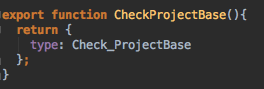 export function CheckProjectBase(){
  return {
    type: Check_ProjectBase
  };
}